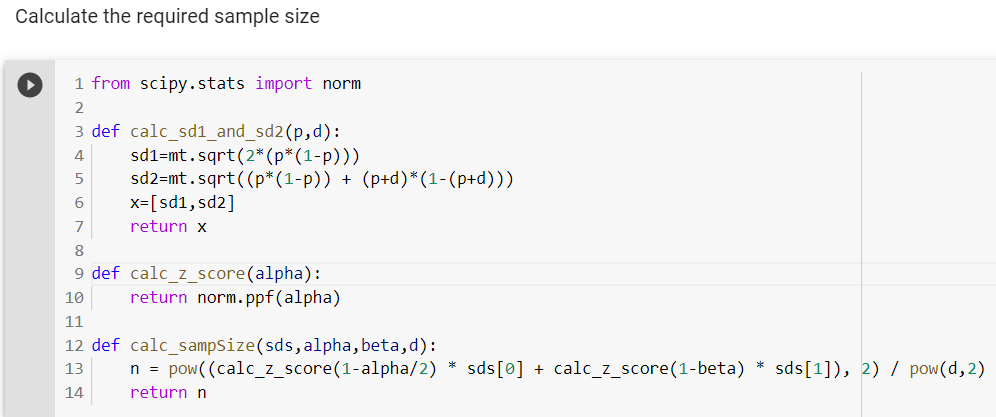 Calculate the required sample size
1 from scipy.stats import norm
2
3 def calc_sd1_and_sd2(p,d):
4     sd1=mt.sqrt(2*(p*(1-p)))
5     sd2=mt.sqrt((p*(1-p)) + (p+d)*(1-(p+d)))
6     x=[sd1,sd2]
7     return x
8
9 def calc_z_score(alpha):
10     return norm.ppf(alpha)
11
12 def calc_sampSize(sds,alpha,beta,d):
13     n = pow((calc_z_score(1-alpha/2) * sds[0] + calc_z_score(1-beta) * sds[1]), 2) / pow(d,2)
14     return n